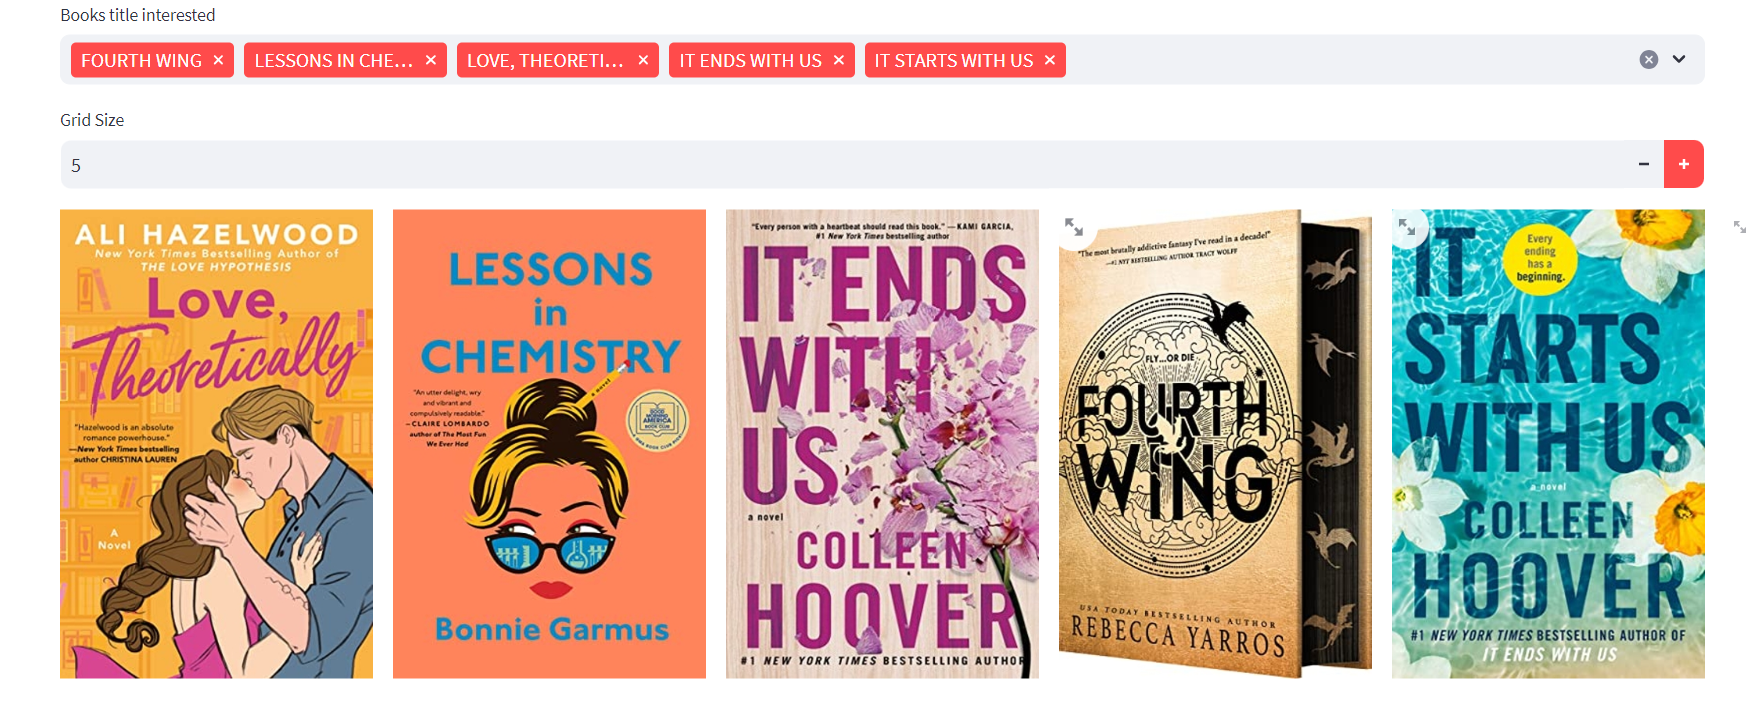 Books title interested
FOURTH WING ×
LESSONS IN CHE... ×
LOVE, THEORETI... ×
IT ENDS WITH US ×
IT STARTS WITH US ×
Grid Size
5
ALI HAZELWOOD
New York Times Bestselling Author of
THE LOVE HYPOTHESIS
Love,
Theoretically
"Hazelwood is an absolute
romance powerhouse."
—New York Times bestselling
author CHRISTINA LAUREN
A
Novel
LESSONS
in
CHEMISTRY
a novel
"An utter delight, wry
and vibrant and
compulsively readable."
—CLAIRE LOMBARDO
author of The Most Fun
We Ever Had
GOOD
MORNING
AMERICA
BOOK CLUB
Bonnie Garmus
"Every person with a heartbeat should read this book." —KAMI GARCIA,
#1 New York Times bestselling author
IT ENDS
WITH
US
a novel
COLLEEN
HOOVER
#1 NEW YORK TIMES BESTSELLING AUTHOR
"The most brutally addictive fantasy I've read in a decade!"
—#1 NYT BESTSELLING AUTHOR TRACY WOLFF
FLY...OR DIE
FOURTH
WING
USA TODAY BESTSELLING AUTHOR
REBECCA YARROS
Every
ending
has a
beginning.
IT
STARTS
WITH US
a novel
COLLEEN
HOOVER
#1 NEW YORK TIMES BESTSELLING AUTHOR OF
IT ENDS WITH US